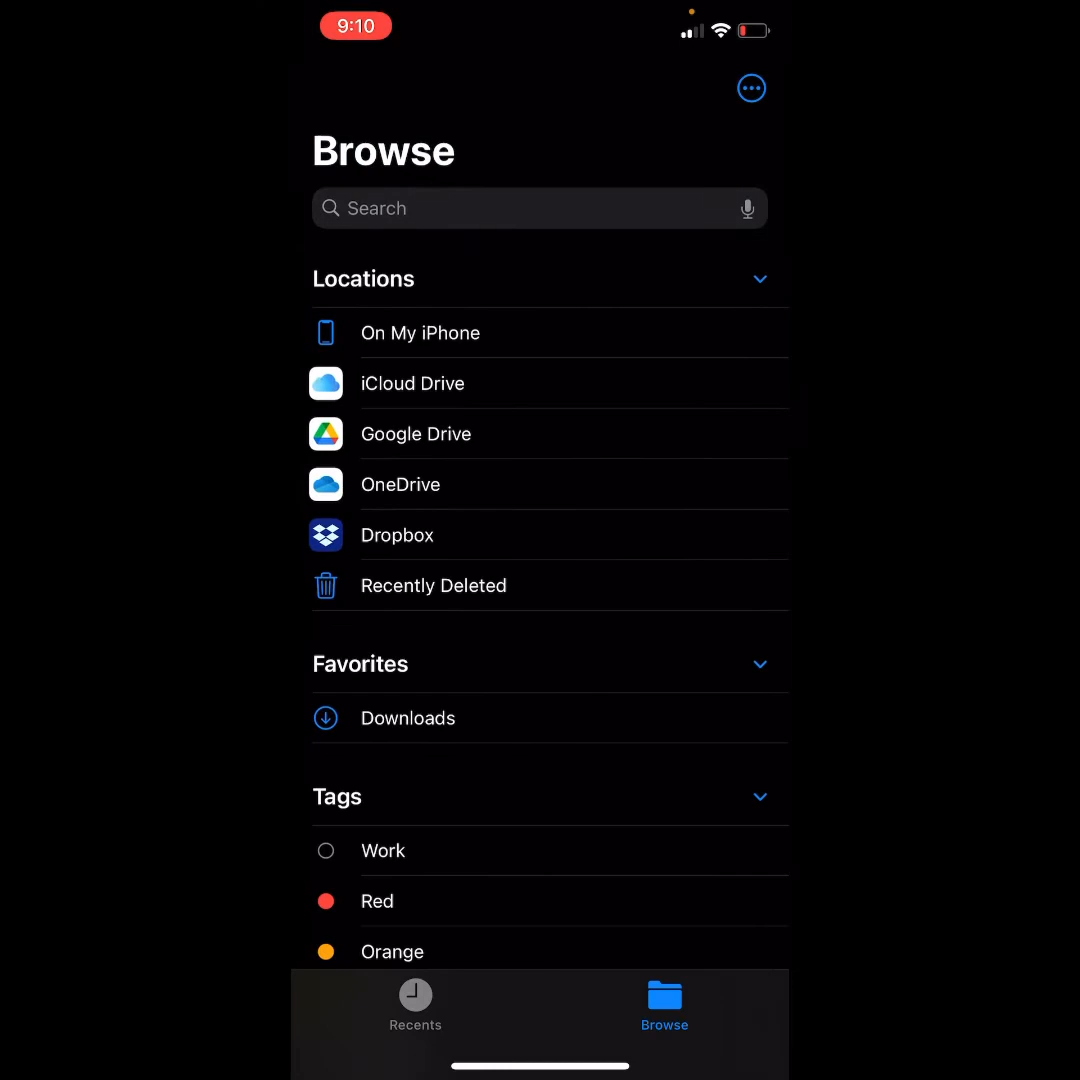 9:10
Browse
Search
Locations
On My iPhone
iCloud Drive
Google Drive
OneDrive
Dropbox
Recently Deleted
Favorites
Downloads
Tags
Work
Red
Orange
Recents
Browse